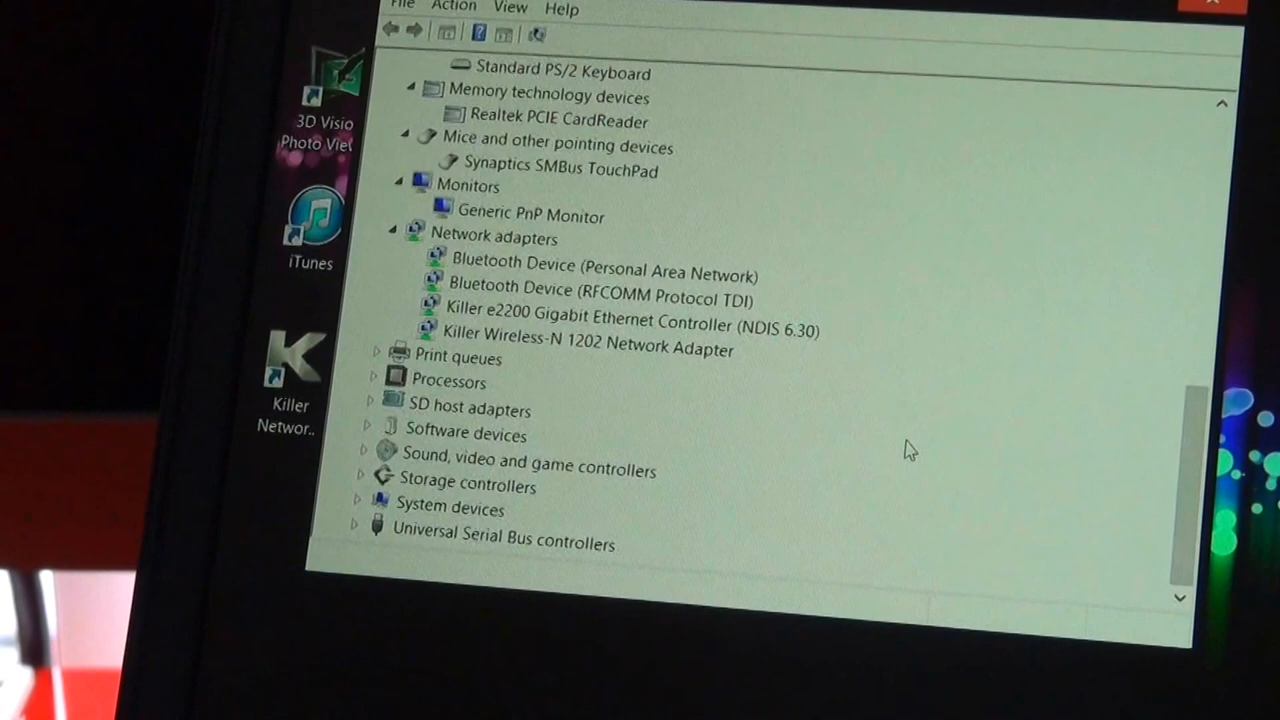 File Action View Help
Standard PS/2 Keyboard
Memory technology devices
Realtek PCIE CardReader
Mice and other pointing devices
Synaptics SMBus TouchPad
Monitors
Generic PnP Monitor
Network adapters
Bluetooth Device (Personal Area Network)
Bluetooth Device (RFCOMM Protocol TDI)
Killer e2200 Gigabit Ethernet Controller (NDIS 6.30)
Killer Wireless-N 1202 Network Adapter
Print queues
Processors
SD host adapters
Software devices
Sound, video and game controllers
Storage controllers
System devices
Universal Serial Bus controllers
3D Visio
Photo Vie
iTunes
Killer
Networ..